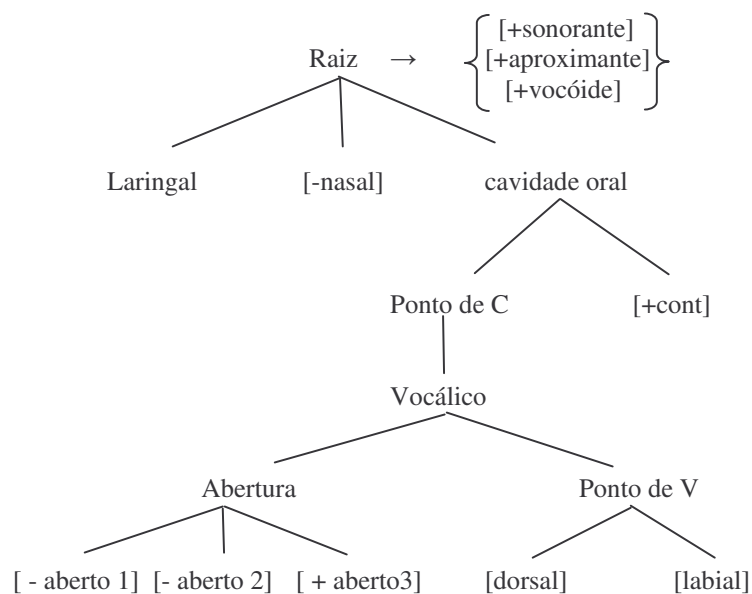 [+sonorante]
Raiz → [+aproximante]
[+vocóide]
Laringal [-nasal] cavidade oral
Ponto de C [+cont]
Vocálico
Abertura Ponto de V
[ - aberto 1] [- aberto 2] [ + aberto3] [dorsal] [labial]